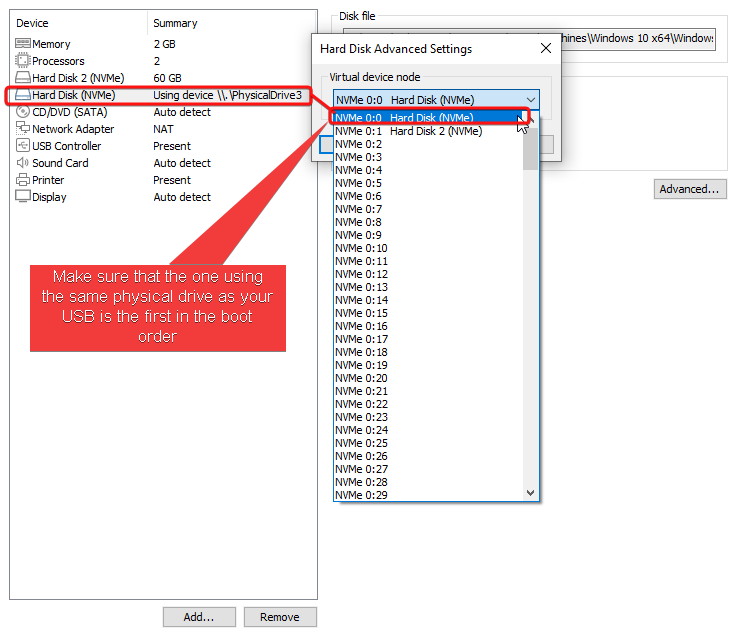 Device Summary
Memory 2 GB
Processors 2
Hard Disk 2 (NVMe) 60 GB
Hard Disk (NVMe) Using device \\.\PhysicalDrive3
CD/DVD (SATA) Auto detect
Network Adapter NAT
USB Controller Present
Sound Card Auto detect
Printer Present
Display Auto detect
Make sure that the one using
the same physical drive as your
USB is the first in the boot
order
Add... Remove
Disk file
hines\Windows 10 x64\Windows
Hard Disk Advanced Settings
Virtual device node
NVMe 0:0 Hard Disk (NVMe)
NVMe 0:0 Hard Disk (NVMe)
NVMe 0:1 Hard Disk 2 (NVMe)
NVMe 0:2
NVMe 0:3
NVMe 0:4
NVMe 0:5
NVMe 0:6
NVMe 0:7
NVMe 0:8
NVMe 0:9
NVMe 0:10
NVMe 0:11
NVMe 0:12
NVMe 0:13
NVMe 0:14
NVMe 0:15
NVMe 0:16
NVMe 0:17
NVMe 0:18
NVMe 0:19
NVMe 0:20
NVMe 0:21
NVMe 0:22
NVMe 0:23
NVMe 0:24
NVMe 0:25
NVMe 0:26
NVMe 0:27
NVMe 0:28
NVMe 0:29
Advanced...